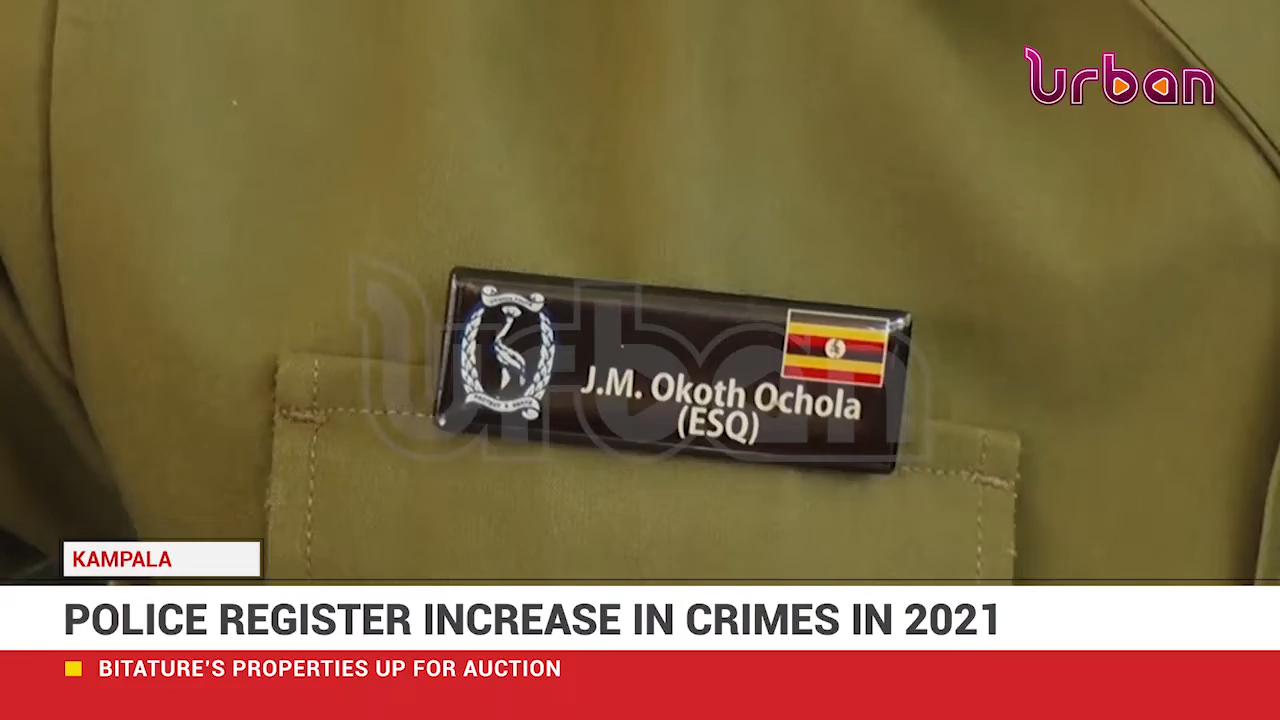 Urban
J.M. Okoth Ochola
(ESQ)
KAMPALA
POLICE REGISTER INCREASE IN CRIMES IN 2021
BITATURE'S PROPERTIES UP FOR AUCTION